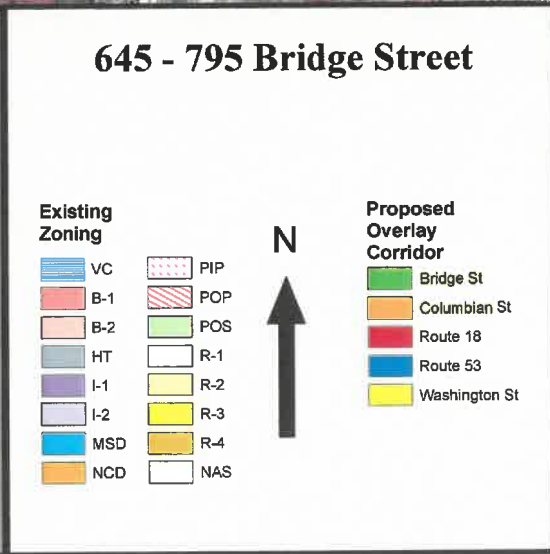 645 - 795 Bridge Street
Existing
Zoning
VC
B-1
B-2
HT
I-1
I-2
MSD
NCD
PIP
POP
POS
R-1
R-2
R-3
R-4
NAS
N
Proposed
Overlay
Corridor
Bridge St
Columbian St
Route 18
Route 53
Washington St